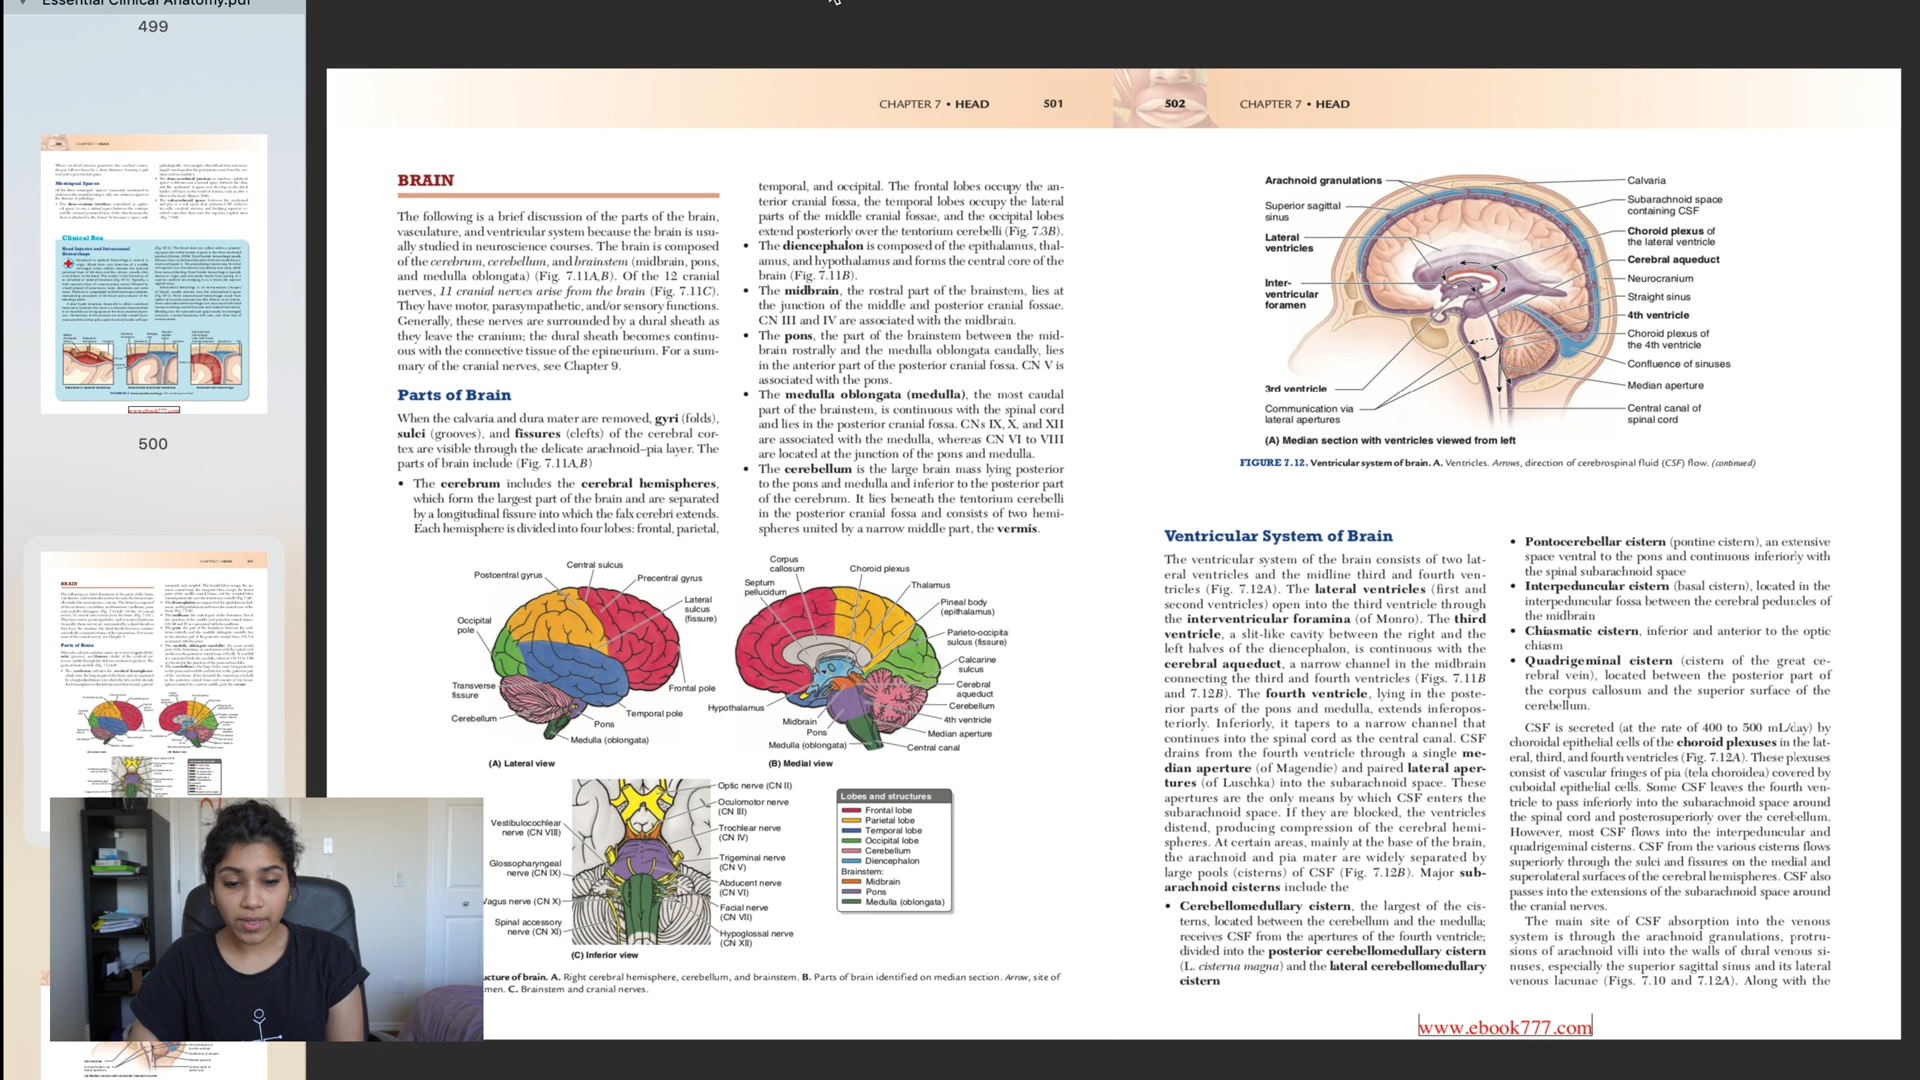 Essential Clinical Anatomy.pdf
499
500
CHAPTER 7 • HEAD 501
BRAIN
The following is a brief discussion of the parts of the brain,
vasculature, and ventricular system because the brain is usu-
ally studied in neuroscience courses. The brain is composed
of the cerebrum, cerebellum, and brainstem (midbrain, pons,
and medulla oblongata) (Fig. 7.11A,B). Of the 12 cranial
nerves, 11 cranial nerves arise from the brain (Fig. 7.11C).
They have motor, parasympathetic, and/or sensory functions.
Generally, these nerves are surrounded by a dural sheath as
they leave the cranium; the dural sheath becomes continu-
ous with the connective tissue of the epineurium. For a sum-
mary of the cranial nerves, see Chapter 9.
Parts of Brain
When the calvaria and dura mater are removed, gyri (folds),
sulci (grooves), and fissures (clefts) of the cerebral cor-
tex are visible through the delicate arachnoid–pia layer. The
parts of brain include (Fig. 7.11A,B)
• The cerebrum includes the cerebral hemispheres,
which form the largest part of the brain and are separated
by a longitudinal fissure into which the falx cerebri extends.
Each hemisphere is divided into four lobes: frontal, parietal,
temporal, and occipital. The frontal lobes occupy the an-
terior cranial fossa, the temporal lobes occupy the lateral
parts of the middle cranial fossae, and the occipital lobes
extend posteriorly over the tentorium cerebelli (Fig. 7.3B).
• The diencephalon is composed of the epithalamus, thal-
amus, and hypothalamus and forms the central core of the
brain (Fig. 7.11B).
• The midbrain, the rostral part of the brainstem, lies at
the junction of the middle and posterior cranial fossae.
CN III and IV are associated with the midbrain.
• The pons, the part of the brainstem between the mid-
brain rostrally and the medulla oblongata caudally, lies
in the anterior part of the posterior cranial fossa. CN V is
associated with the pons.
• The medulla oblongata (medulla), the most caudal
part of the brainstem, is continuous with the spinal cord
and lies in the posterior cranial fossa. CNs IX, X, and XII
are associated with the medulla, whereas CN VI to VIII
are located at the junction of the pons and medulla.
• The cerebellum is the large brain mass lying posterior
to the pons and medulla and inferior to the posterior part
of the cerebrum. It lies beneath the tentorium cerebelli
in the posterior cranial fossa and consists of two hemi-
spheres united by a narrow middle part, the vermis.
Central sulcus
Postcentral gyrus
Precentral gyrus
Lateral
sulcus
(fissure)
Occipital
pole
Transverse
fissure
Frontal pole
Temporal pole
Cerebellum
Pons
Medulla (oblongata)
(A) Lateral view
Corpus
callosum
Choroid plexus
Septum
pellucidum
Thalamus
Pineal body
(epithalamus)
Parieto-occipita
sulcus (fissure)
Calcarine
sulcus
Cerebral
aqueduct
Cerebellum
4th ventricle
Median aperture
Central canal
Hypothalamus
Midbrain
Pons
Medulla (oblongata)
(B) Medial view
Optic nerve (CN II)
Oculomotor nerve
(CN III)
Trochlear nerve
(CN IV)
Trigeminal nerve
(CN V)
Abducent nerve
(CN VI)
Facial nerve
(CN VII)
Hypoglossal nerve
(CN XII)
Vestibulocochlear
nerve (CN VIII)
Glossopharyngeal
nerve (CN IX)
Vagus nerve (CN X)
Spinal accessory
nerve (CN XI)
(C) Inferior view
Lobes and structures
Frontal lobe
Parietal lobe
Temporal lobe
Occipital lobe
Cerebellum
Diencephalon
Brainstem:
Midbrain
Pons
Medulla (oblongata)
ucture of brain. A. Right cerebral hemisphere, cerebellum, and brainstem. B. Parts of brain identified on median section. Arrow, site of
men. C. Brainstem and cranial nerves.
502 CHAPTER 7 • HEAD
Arachnoid granulations
Superior sagittal
sinus
Lateral
ventricles
Inter-
ventricular
foramen
3rd ventricle
Communication via
lateral apertures
Calvaria
Subarachnoid space
containing CSF
Choroid plexus of
the lateral ventricle
Cerebral aqueduct
Neurocranium
Straight sinus
4th ventricle
Choroid plexus of
the 4th ventricle
Confluence of sinuses
Median aperture
Central canal of
spinal cord
(A) Median section with ventricles viewed from left
FIGURE 7.12. Ventricular system of brain. A. Ventricles. Arrows, direction of cerebrospinal fluid (CSF) flow. (continued)
Ventricular System of Brain
The ventricular system of the brain consists of two lat-
eral ventricles and the midline third and fourth ven-
tricles (Fig. 7.12A). The lateral ventricles (first and
second ventricles) open into the third ventricle through
the interventricular foramina (of Monro). The third
ventricle, a slit-like cavity between the right and the
left halves of the diencephalon, is continuous with the
cerebral aqueduct, a narrow channel in the midbrain
connecting the third and fourth ventricles (Figs. 7.11B
and 7.12B). The fourth ventricle, lying in the poste-
rior parts of the pons and medulla, extends inferopos-
teriorly. Inferiorly, it tapers to a narrow channel that
continues into the spinal cord as the central canal. CSF
drains from the fourth ventricle through a single me-
dian aperture (of Magendie) and paired lateral aper-
tures (of Luschka) into the subarachnoid space. These
apertures are the only means by which CSF enters the
subarachnoid space. If they are blocked, the ventricles
distend, producing compression of the cerebral hemi-
spheres. At certain areas, mainly at the base of the brain,
the arachnoid and pia mater are widely separated by
large pools (cisterns) of CSF (Fig. 7.12B). Major sub-
arachnoid cisterns include the
• Cerebellomedullary cistern, the largest of the cis-
terns, located between the cerebellum and the medulla;
receives CSF from the apertures of the fourth ventricle;
divided into the posterior cerebellomedullary cistern
(L. cisterna magna) and the lateral cerebellomedullary
cistern
• Pontocerebellar cistern (pontine cistern), an extensive
space ventral to the pons and continuous inferiorly with
the spinal subarachnoid space
• Interpeduncular cistern (basal cistern), located in the
interpeduncular fossa between the cerebral peduncles of
the midbrain
• Chiasmatic cistern, inferior and anterior to the optic
chiasm
• Quadrigeminal cistern (cistern of the great ce-
rebral vein), located between the posterior part of
the corpus callosum and the superior surface of the
cerebellum.
CSF is secreted (at the rate of 400 to 500 mL/day) by
choroidal epithelial cells of the choroid plexuses in the lat-
eral, third, and fourth ventricles (Fig. 7.12A). These plexuses
consist of vascular fringes of pia (tela choroidea) covered by
cuboidal epithelial cells. Some CSF leaves the fourth ven-
tricle to pass inferiorly into the subarachnoid space around
the spinal cord and posterosuperiorly over the cerebellum.
However, most CSF flows into the interpeduncular and
quadrigeminal cisterns. CSF from the various cisterns flows
superiorly through the sulci and fissures on the medial and
superolateral surfaces of the cerebral hemispheres. CSF also
passes into the extensions of the subarachnoid space around
the cranial nerves.
The main site of CSF absorption into the venous
system is through the arachnoid granulations, protru-
sions of arachnoid villi into the walls of dural venous si-
nuses, especially the superior sagittal sinus and its lateral
venous lacunae (Figs. 7.10 and 7.12A). Along with the
www.ebook777.com